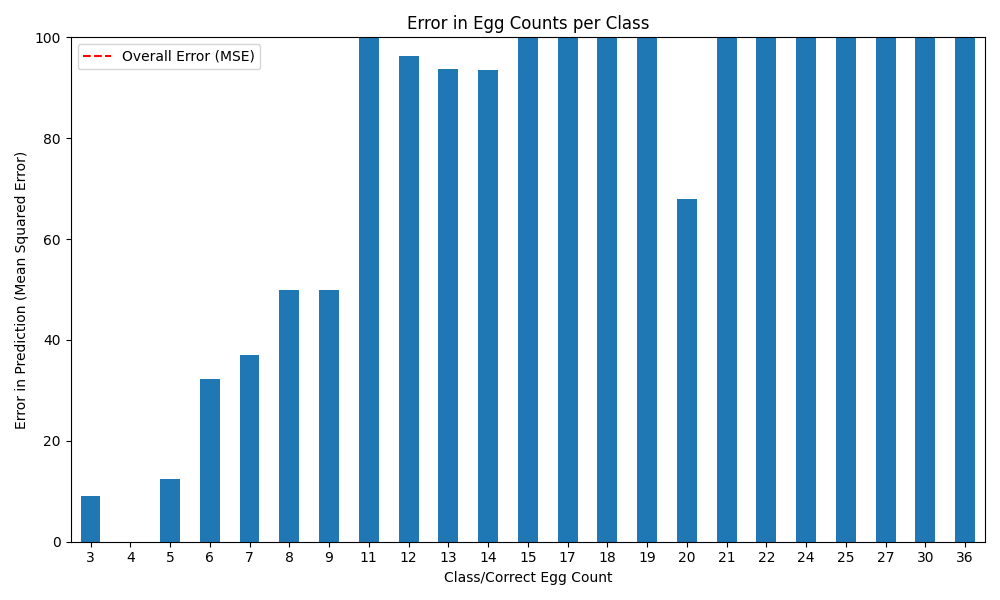 Error in Egg Counts per Class
Overall Error (MSE)
Error in Prediction (Mean Squared Error)
100
80
60
40
20
0
3 4 5 6 7 8 9 11 12 13 14 15 17 18 19 20 21 22 24 25 27 30 36
Class/Correct Egg Count